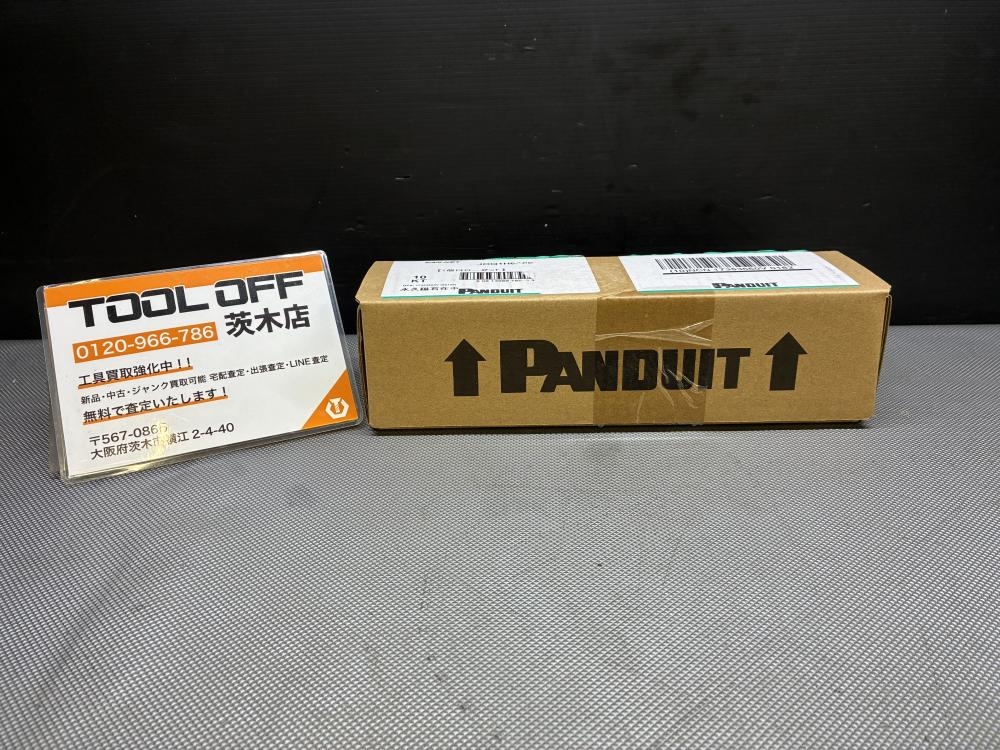 TOOL OFF
0120-966-786 茨木店
工具買取強化中!!
新品・中古・ジャンク買取可能 宅配査定・出張査定・LINE査定
無料で査定いたします!
〒567-0865
大阪府茨木市横江 2-4-40
10
KT
PANDUIT
PANDUIT
PANDUIT